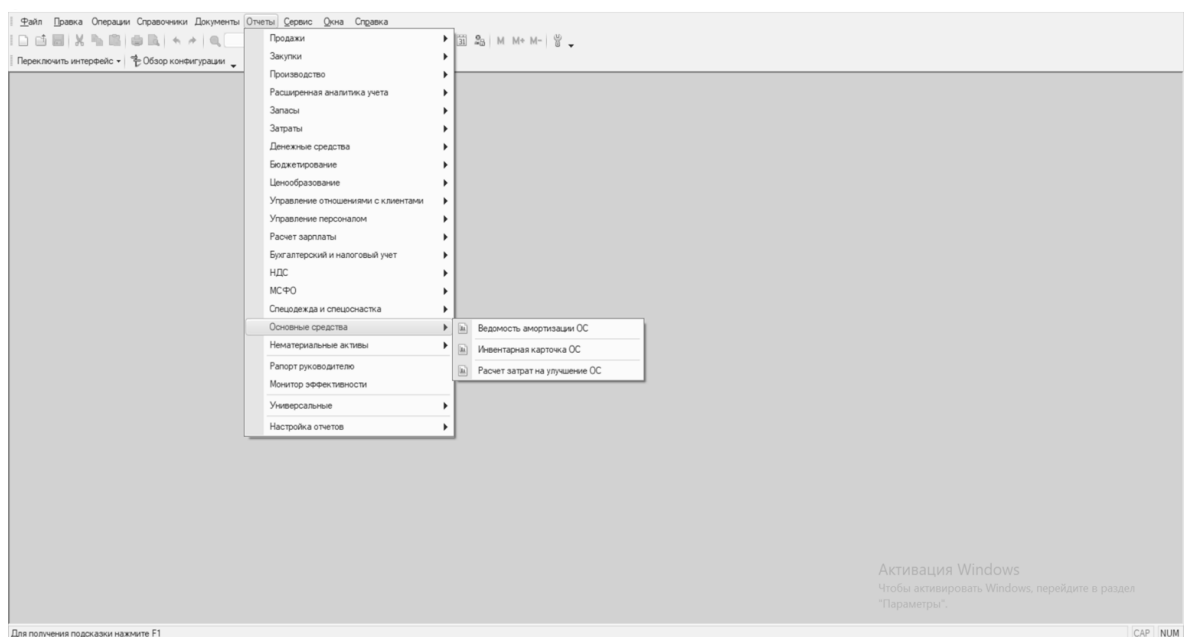 Файл Правка Операции Справочники Документы Отчеты Сервис Окна Справка
M M+ M-
Переключить интерфейс Обзор конфигурации
Продажи
Закупки
Производство
Расширенная аналитика учета
Запасы
Затраты
Денежные средства
Бюджетирование
Ценообразование
Управление отношениями с клиентами
Управление персоналом
Расчет зарплаты
Бухгалтерский и налоговый учет
НДС
МСФО
Спецодежда и спецоснастка
Основные средства
Нематериальные активы
Рапорт руководителю
Монитор эффективности
Универсальные
Настройка отчетов
Ведомость амортизации ОС
Инвентарная карточка ОС
Расчет затрат на улучшение ОС
Активация Windows
Чтобы активировать Windows, перейдите в раздел
"Параметры".
Для получения подсказки нажмите F1 CAP NUM